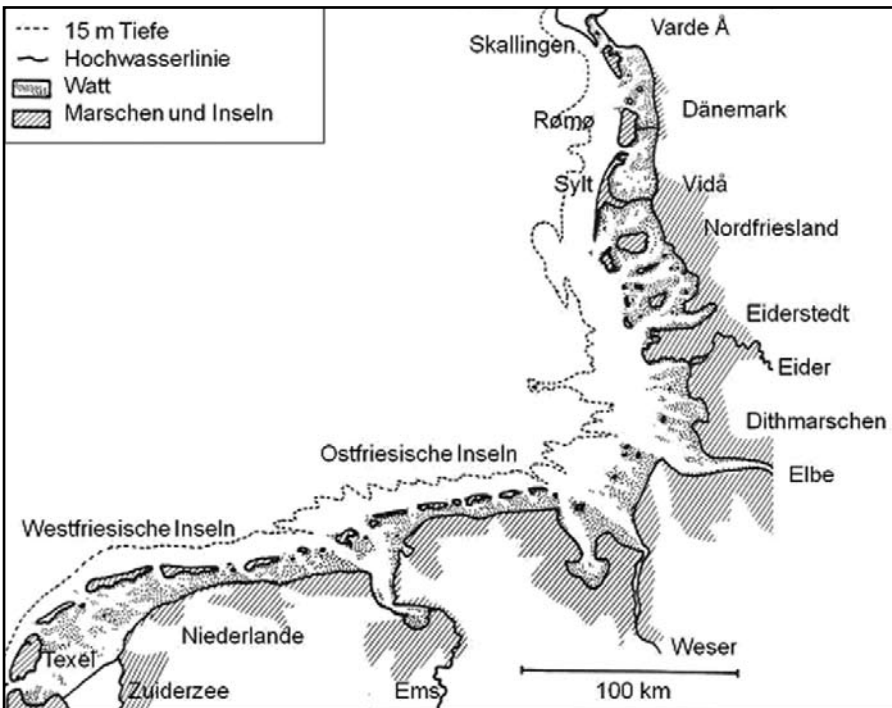 15 m Tiefe
Hochwasserlinie
Watt
Marschen und Inseln
Skallingen
Varde Å
Rømø
Dänemark
Sylt
Vidå
Nordfriesland
Eiderstedt
Eider
Dithmarschen
Ostfriesische Inseln
Elbe
Westfriesische Inseln
Niederlande
Weser
Texel
Zuiderzee
Ems
100 km